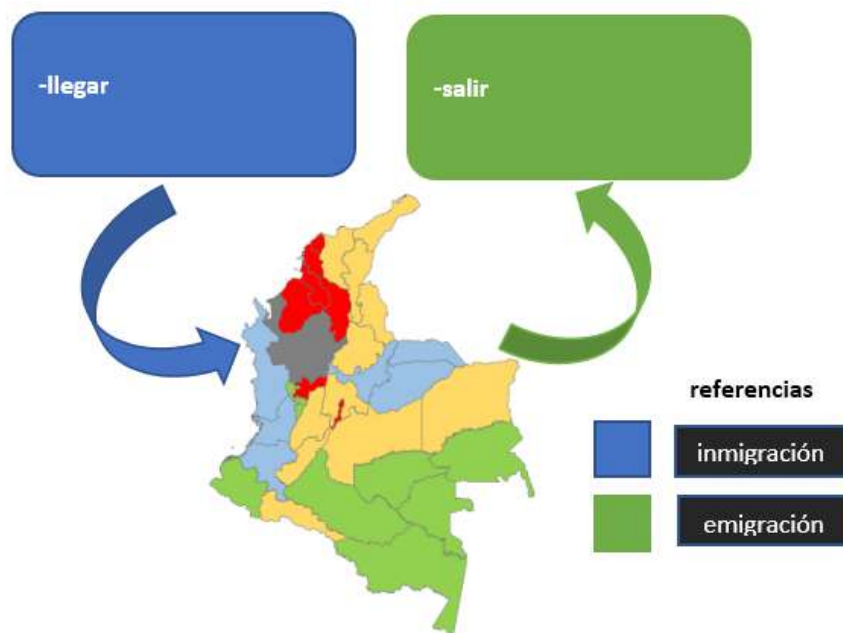 -llegar
-salir
referencias
inmigración
emigración